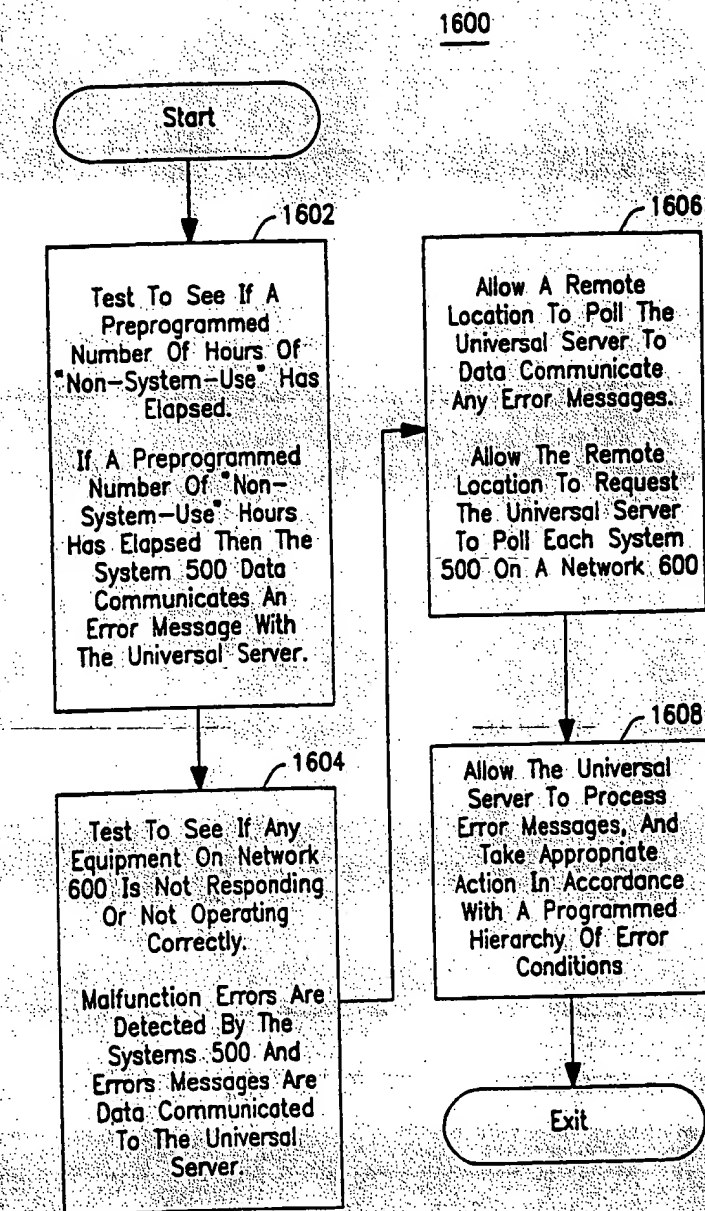 1600
Start
1602
Test To See If A
Preprogrammed
Number Of Hours Of
"Non-System-Use" Has
Elapsed.
If A Preprogrammed
Number Of "Non-
System-Use" Hours
Has Elapsed Then The
System 500 Data
Communicates An
Error Message With
The Universal Server.
1604
Test To See If Any
Equipment On Network
600 Is Not Responding
Or Not Operating
Correctly.
Malfunction Errors Are
Detected By The
Systems 500 And
Errors Messages Are
Data Communicated
To The Universal
Server.
1606
Allow A Remote
Location To Poll The
Universal Server To
Data Communicate
Any Error Messages.
Allow The Remote
Location To Request
The Universal Server
To Poll Each System
500 On A Network 600
1608
Allow The Universal
Server To Process
Error Messages, And
Take Appropriate
Action In Accordance
With A Programmed
Hierarchy Of Error
Conditions
Exit